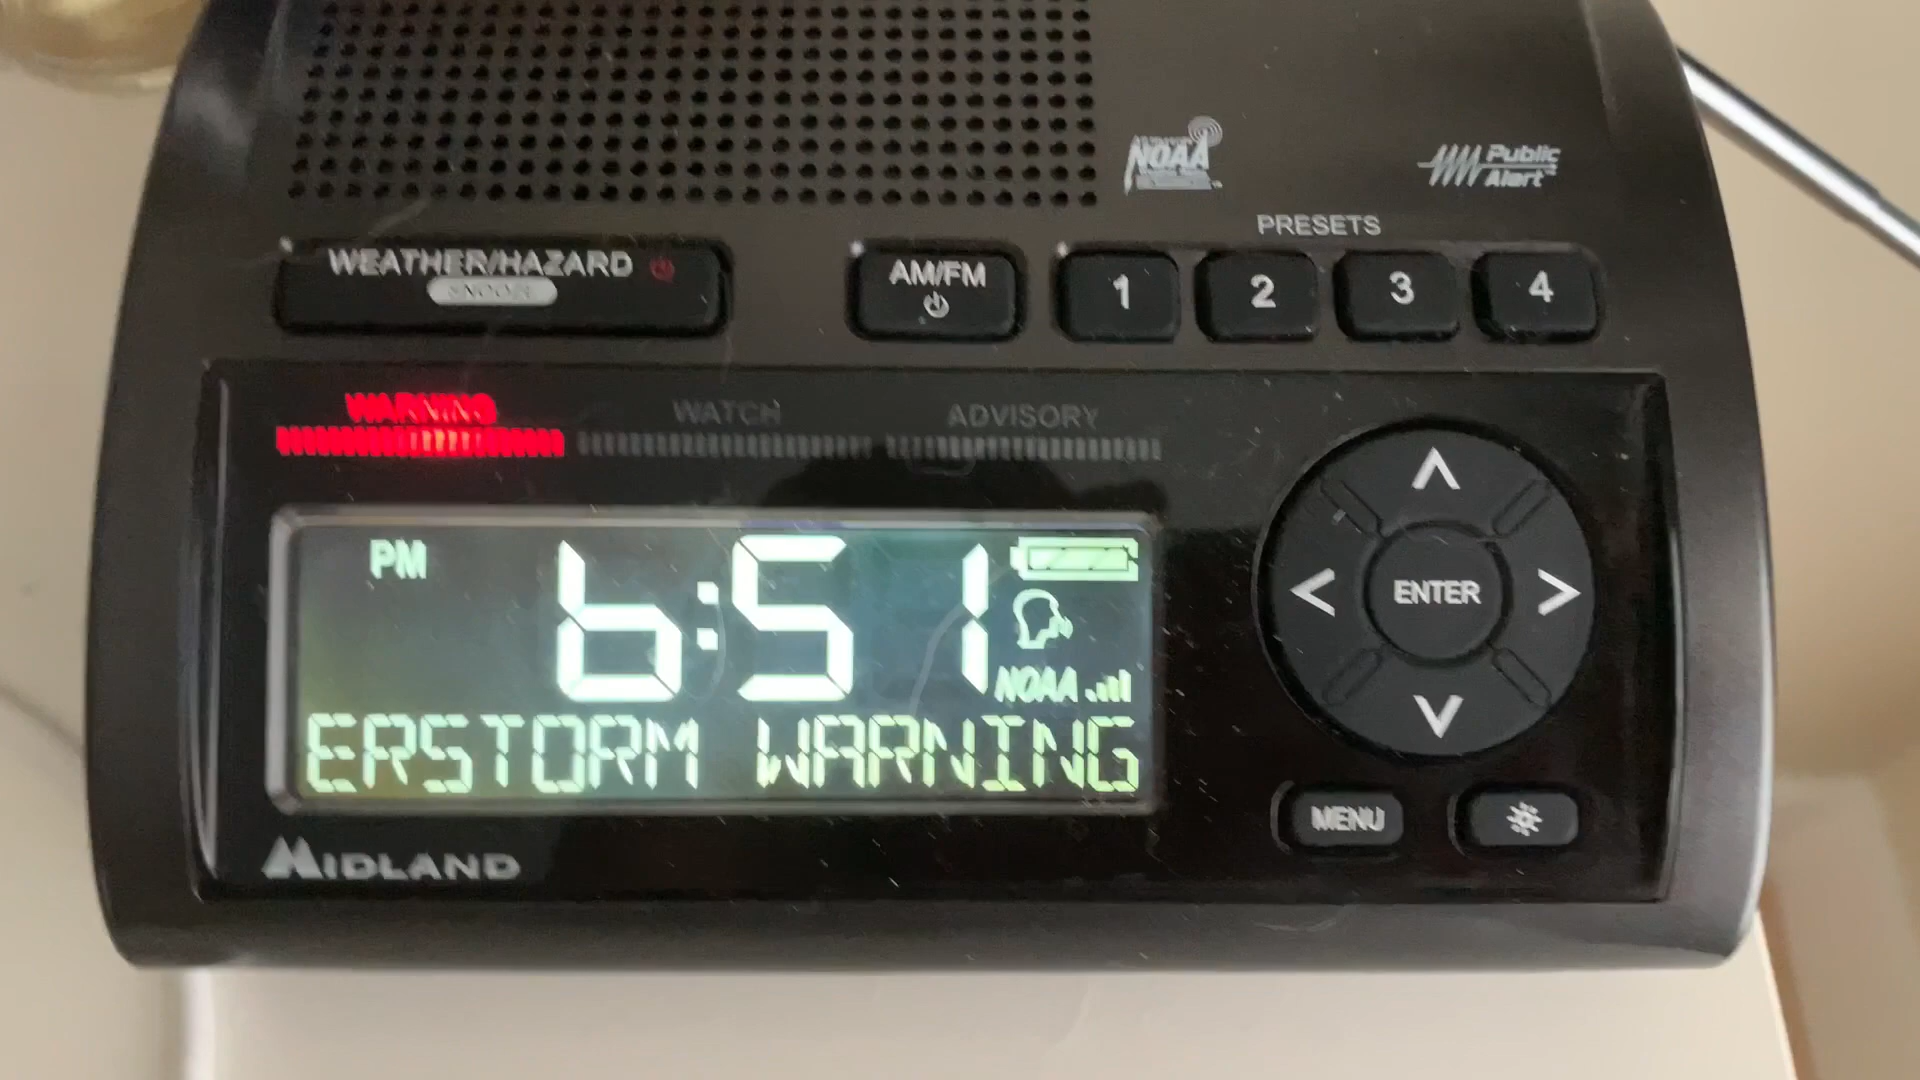 NOAA
Public
Alert
PRESETS
WEATHER/HAZARD
SNOOZE
AM/FM
1
2
3
4
WARNING
WATCH
ADVISORY
PM
6:51
NOAA
ERSTORM WARNING
ENTER
MENU
MIDLAND